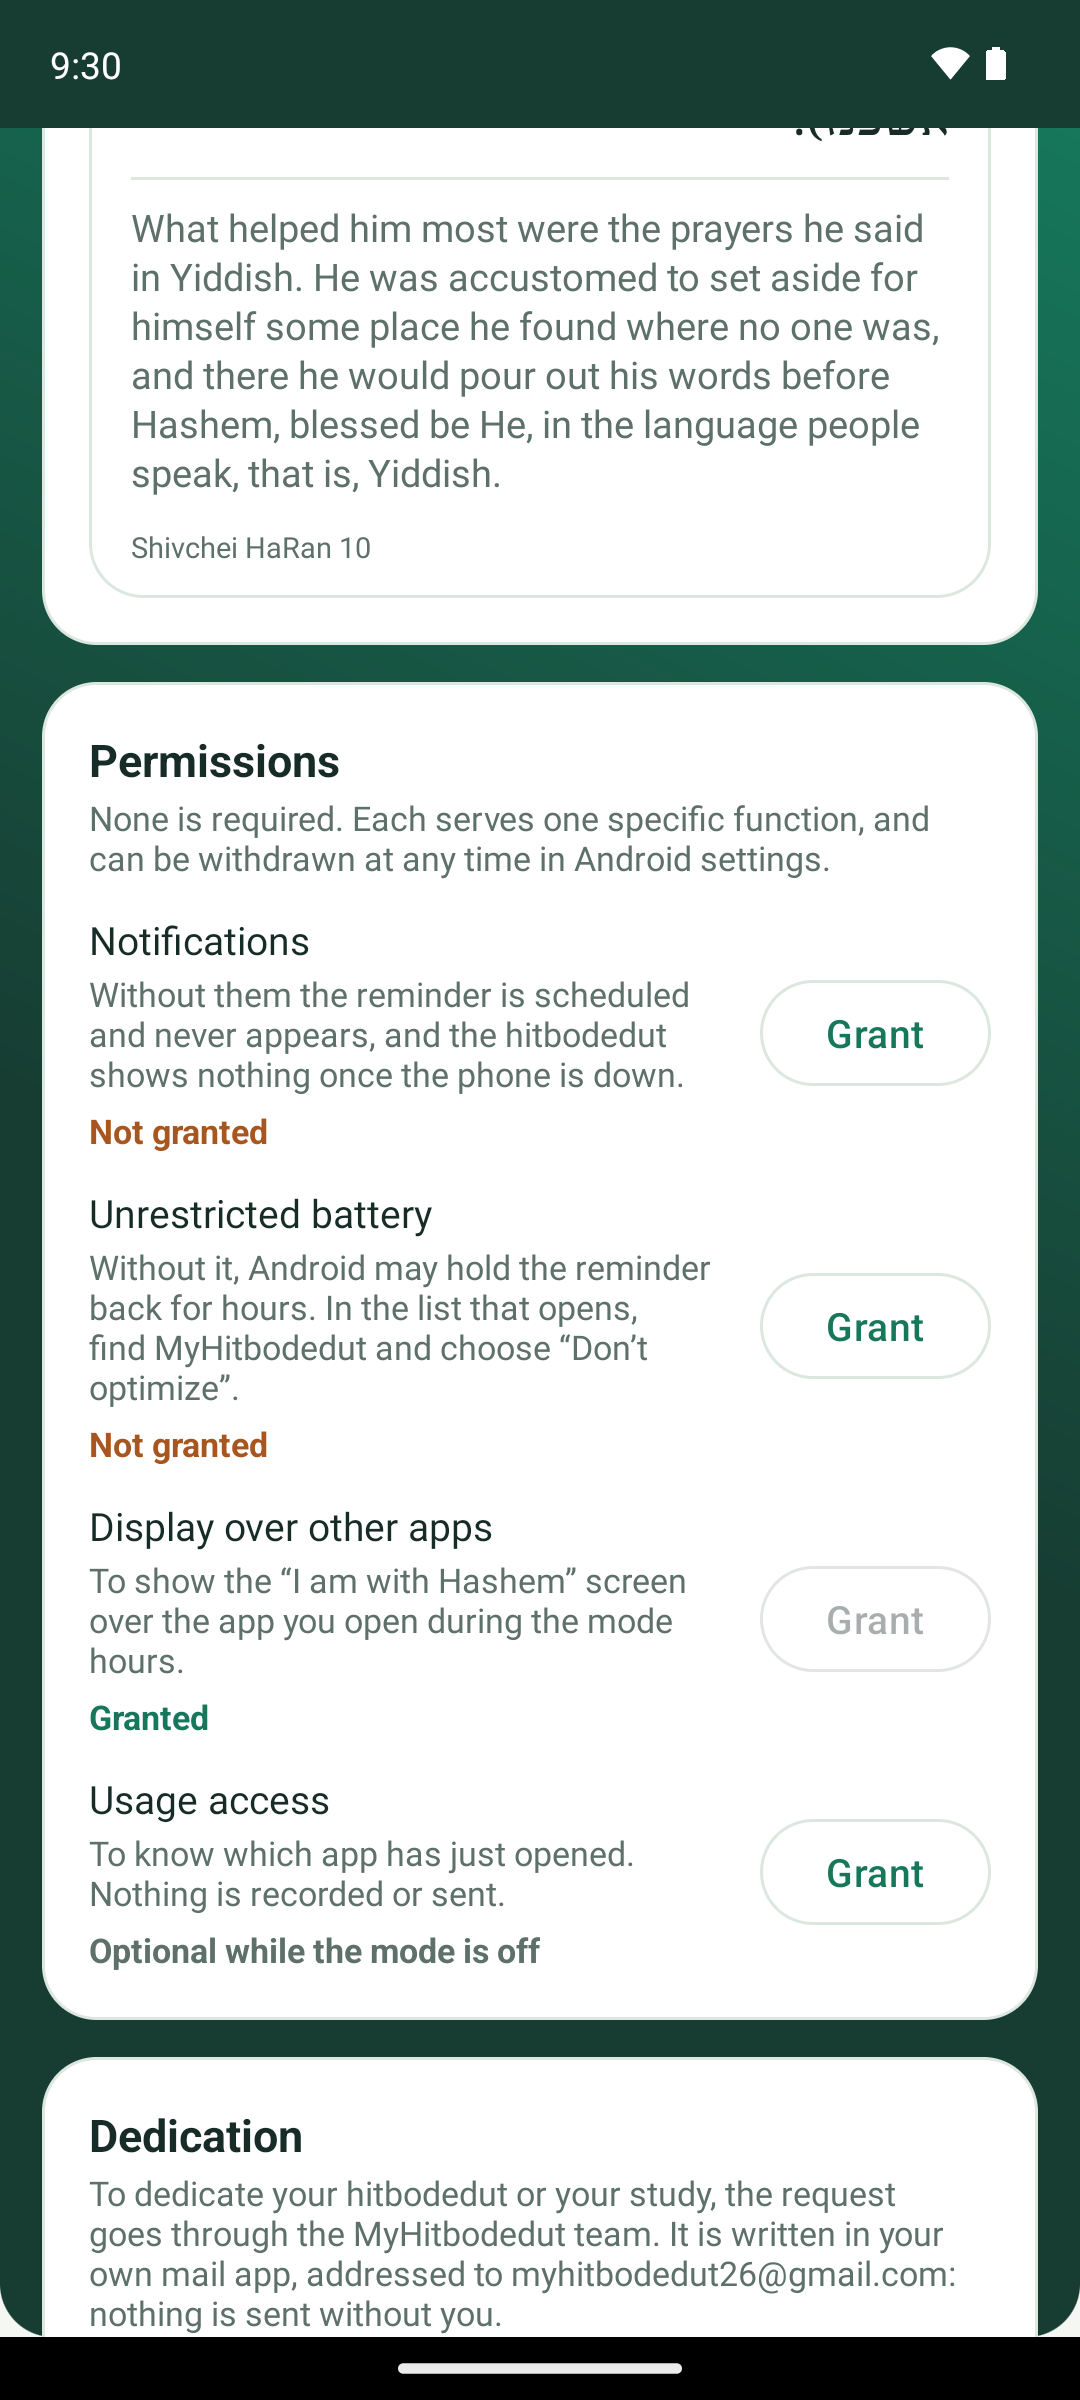 9:30
What helped him most were the prayers he said
in Yiddish. He was accustomed to set aside for
himself some place he found where no one was,
and there he would pour out his words before
Hashem, blessed be He, in the language people
speak, that is, Yiddish.
Shivchei HaRan 10
Permissions
None is required. Each serves one specific function, and
can be withdrawn at any time in Android settings.
Notifications
Without them the reminder is scheduled
and never appears, and the hitbodedut
shows nothing once the phone is down.
Grant
Not granted
Unrestricted battery
Without it, Android may hold the reminder
back for hours. In the list that opens,
find MyHitbodedut and choose “Don’t
optimize”.
Grant
Not granted
Display over other apps
To show the “I am with Hashem” screen
over the app you open during the mode
hours.
Grant
Granted
Usage access
To know which app has just opened.
Nothing is recorded or sent.
Grant
Optional while the mode is off
Dedication
To dedicate your hitbodedut or your study, the request
goes through the MyHitbodedut team. It is written in your
own mail app, addressed to myhitbodedut26@gmail.com:
nothing is sent without you.